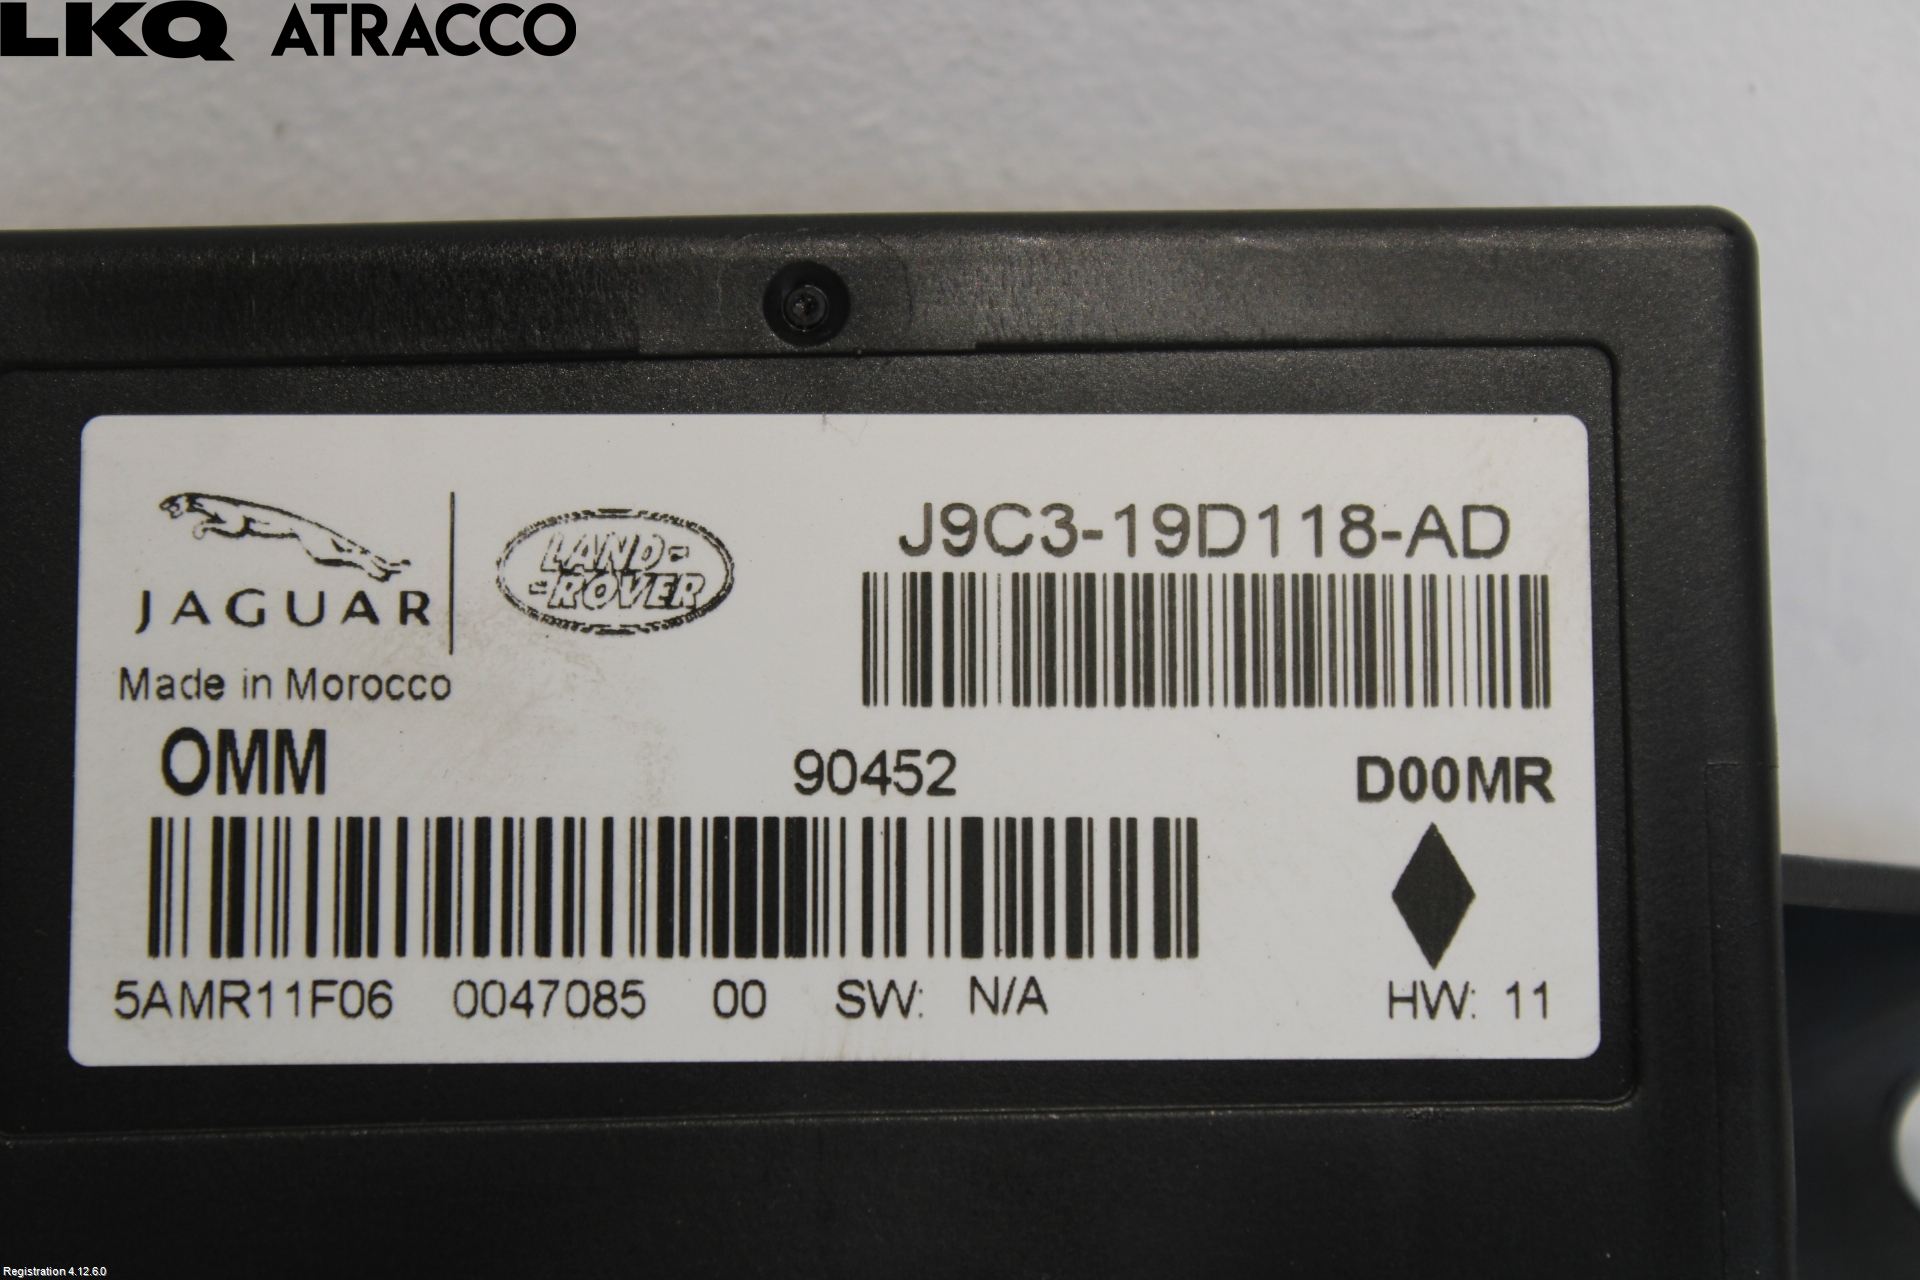 LKQ ATRACCO
J9C3-19D118-AD
LAND-
-ROVER
JAGUAR
Made in Morocco
OMM 90452 D00MR
5AMR11F06 0047085 00 SW: N/A HW: 11
Registration 4.12.6.0